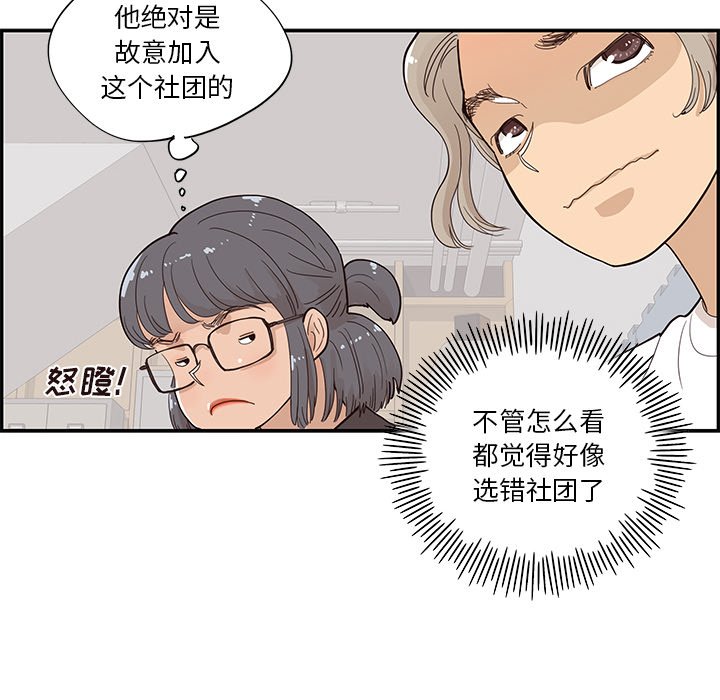 他绝对是
故意加入
这个社团的
怒瞪!
不管怎么看
都觉得好像
选错社团了